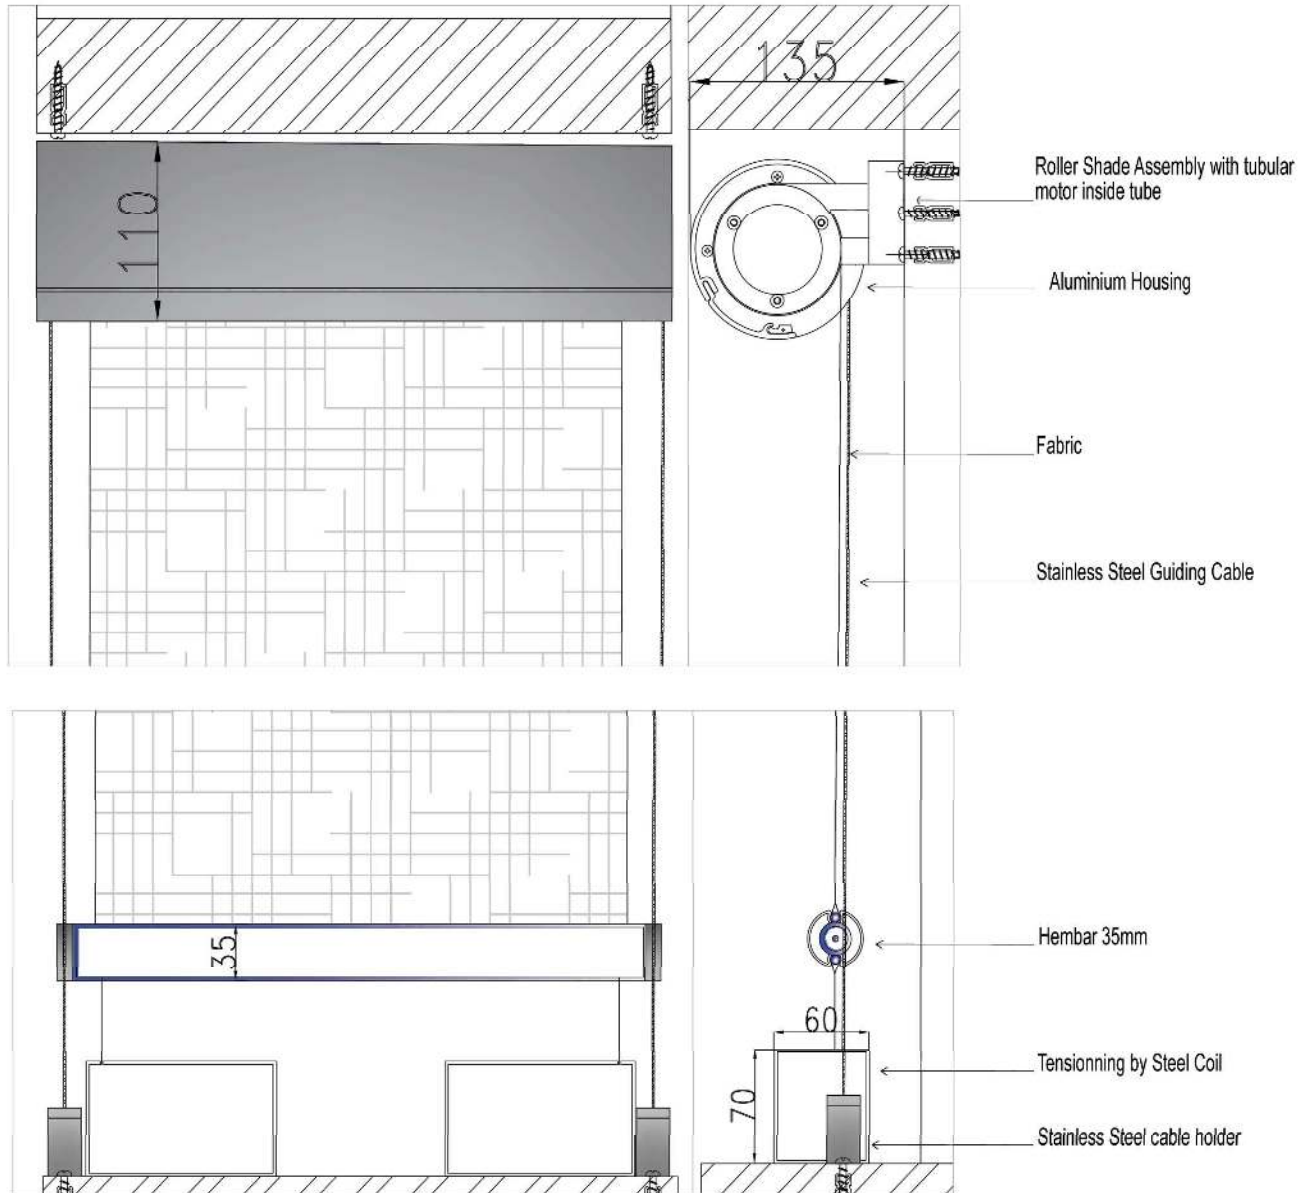 135
110
Roller Shade Assembly with tubular
motor inside tube
Aluminium Housing
Fabric
Stainless Steel Guiding Cable
35
Hembar 35mm
60
70
Tensionning by Steel Coil
Stainless Steel cable holder